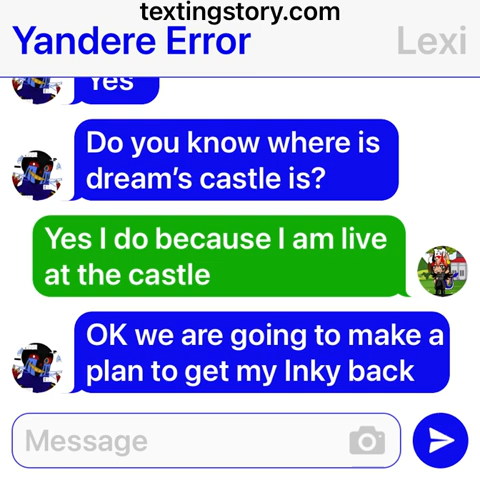 textingstory.com
Yandere Error
Lexi
Yes
Do you know where is
dream's castle is?
Yes I do because I am live
at the castle
OK we are going to make a
plan to get my Inky back
Message